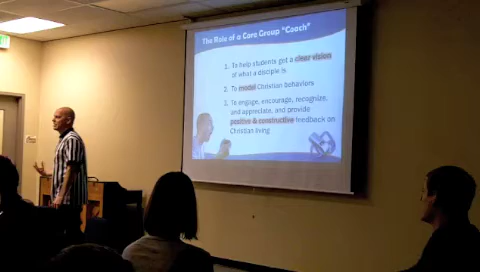 The Role of a Core Group "Coach"
1. To help students get a clear vision
of what a disciple is
2. To model Christian behaviors
3. To engage, encourage, recognize,
and appreciate, and provide
positive & constructive feedback on
Christian living